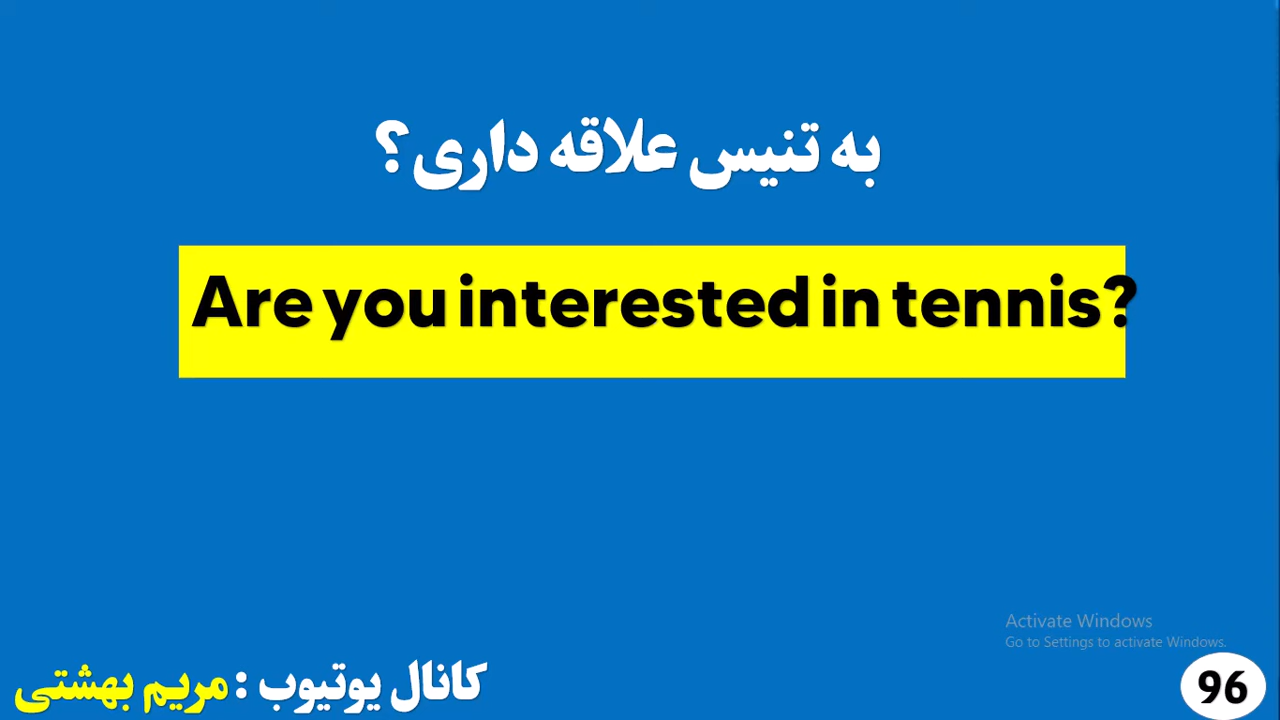 به تنیس علاقه داری؟
Are you interested in tennis?
Activate Windows
Go to Settings to activate Windows.
کانال یوتیوب : مریم بهشتی
96